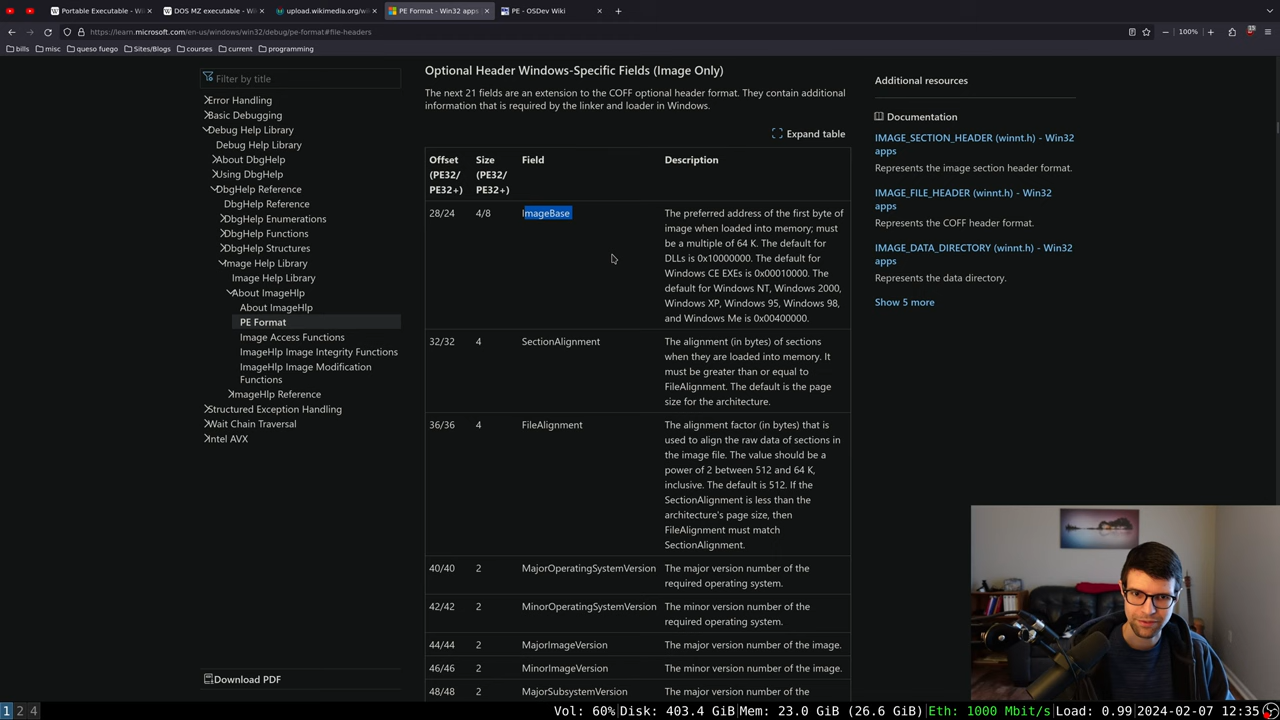 Portable Executable - Wi
DOS MZ executable - Wi
upload.wikimedia.org/wi
PE Format - Win32 apps
PE - OSDev Wiki
https://learn.microsoft.com/en-us/windows/win32/debug/pe-format#file-headers
100%
bills
misc
queso fuego
Sites/Blogs
courses
current
programming
Filter by title
Error Handling
Basic Debugging
Debug Help Library
Debug Help Library
About DbgHelp
Using DbgHelp
DbgHelp Reference
DbgHelp Reference
DbgHelp Enumerations
DbgHelp Functions
DbgHelp Structures
Image Help Library
Image Help Library
About ImageHlp
About ImageHlp
PE Format
Image Access Functions
ImageHlp Image Integrity Functions
ImageHlp Image Modification
Functions
ImageHlp Reference
Structured Exception Handling
Wait Chain Traversal
Intel AVX
Download PDF
Optional Header Windows-Specific Fields (Image Only)
The next 21 fields are an extension to the COFF optional header format. They contain additional
information that is required by the linker and loader in Windows.
Expand table
Offset
(PE32/
PE32+)
Size
(PE32/
PE32+)
Field
Description
28/24
4/8
ImageBase
The preferred address of the first byte of
image when loaded into memory; must
be a multiple of 64 K. The default for
DLLs is 0x10000000. The default for
Windows CE EXEs is 0x00010000. The
default for Windows NT, Windows 2000,
Windows XP, Windows 95, Windows 98,
and Windows Me is 0x00400000.
32/32
4
SectionAlignment
The alignment (in bytes) of sections
when they are loaded into memory. It
must be greater than or equal to
FileAlignment. The default is the page
size for the architecture.
36/36
4
FileAlignment
The alignment factor (in bytes) that is
used to align the raw data of sections in
the image file. The value should be a
power of 2 between 512 and 64 K,
inclusive. The default is 512. If the
SectionAlignment is less than the
architecture's page size, then
FileAlignment must match
SectionAlignment.
40/40
2
MajorOperatingSystemVersion
The major version number of the
required operating system.
42/42
2
MinorOperatingSystemVersion
The minor version number of the
required operating system.
44/44
2
MajorImageVersion
The major version number of the image.
46/46
2
MinorImageVersion
The minor version number of the image.
48/48
2
MajorSubsystemVersion
The major version number of the
Additional resources
Documentation
IMAGE_SECTION_HEADER (winnt.h) - Win32
apps
Represents the image section header format.
IMAGE_FILE_HEADER (winnt.h) - Win32
apps
Represents the COFF header format.
IMAGE_DATA_DIRECTORY (winnt.h) - Win32
apps
Represents the data directory.
Show 5 more
1 2 4
Vol: 60% Disk: 403.4 GiB Mem: 23.0 GiB (26.6 GiB) Eth: 1000 Mbit/s Load: 0.99 2024-02-07 12:35